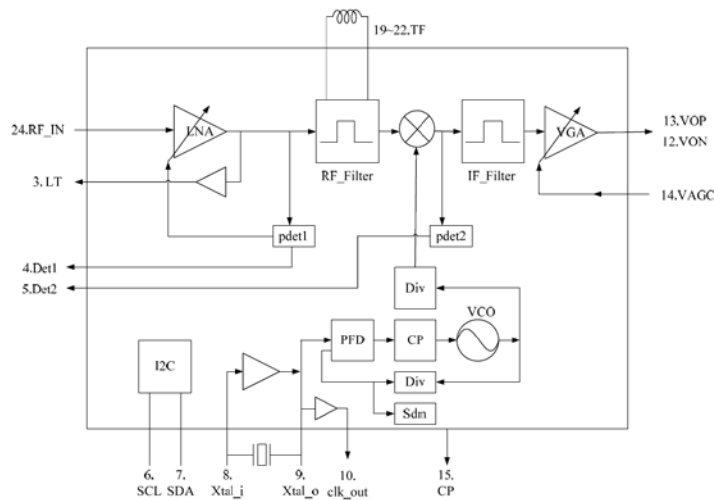 19~22.TF
24.RF_IN
LNA
RF_Filter
IF_Filter
VGA
13.VOP
12.VON
3. LT
14.VAGC
pdet1
pdet2
4.Det1
5.Det2
Div
VCO
PFD
CP
I2C
Div
Sdm
6.
SCL
7.
SDA
8.
Xtal_i
9.
Xtal_o
10.
clk_out
15.
CP